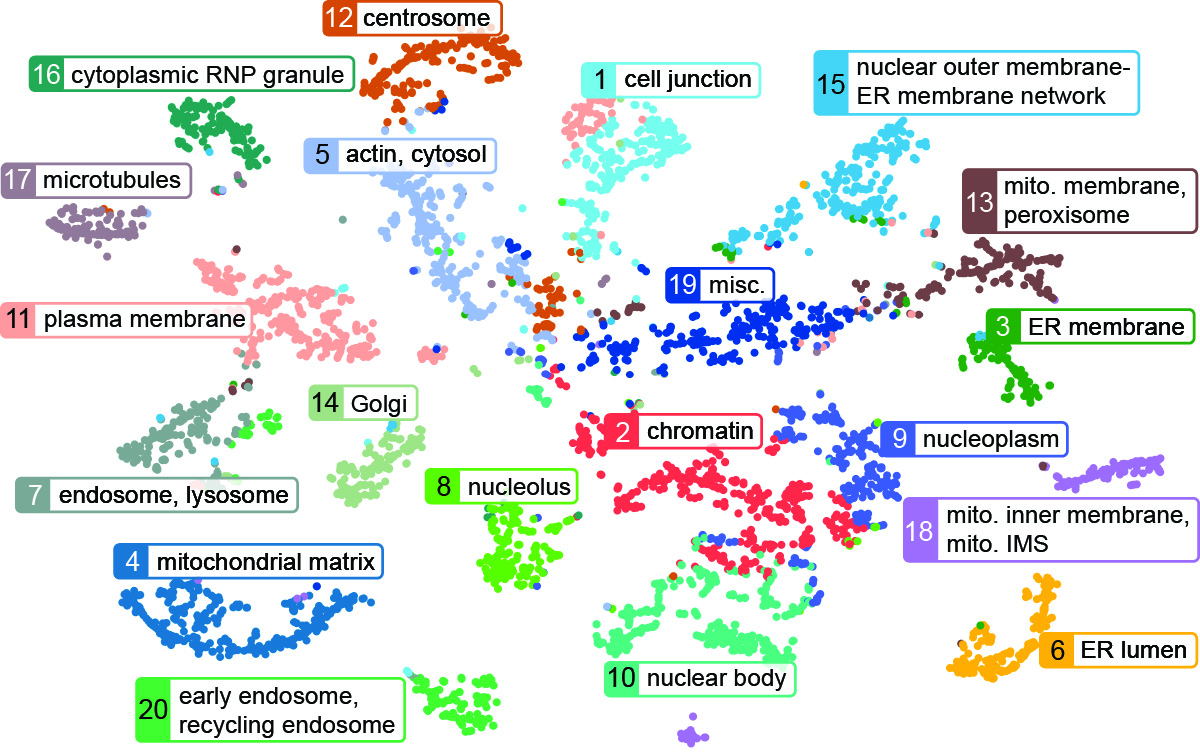 12 centrosome
16 cytoplasmic RNP granule
1 cell junction
15 nuclear outer membrane-
ER membrane network
5 actin, cytosol
17 microtubules
13 mito. membrane,
peroxisome
19 misc.
11 plasma membrane
3 ER membrane
14 Golgi
2 chromatin
9 nucleoplasm
7 endosome, lysosome
8 nucleolus
18 mito. inner membrane,
mito. IMS
4 mitochondrial matrix
6 ER lumen
10 nuclear body
20 early endosome,
recycling endosome